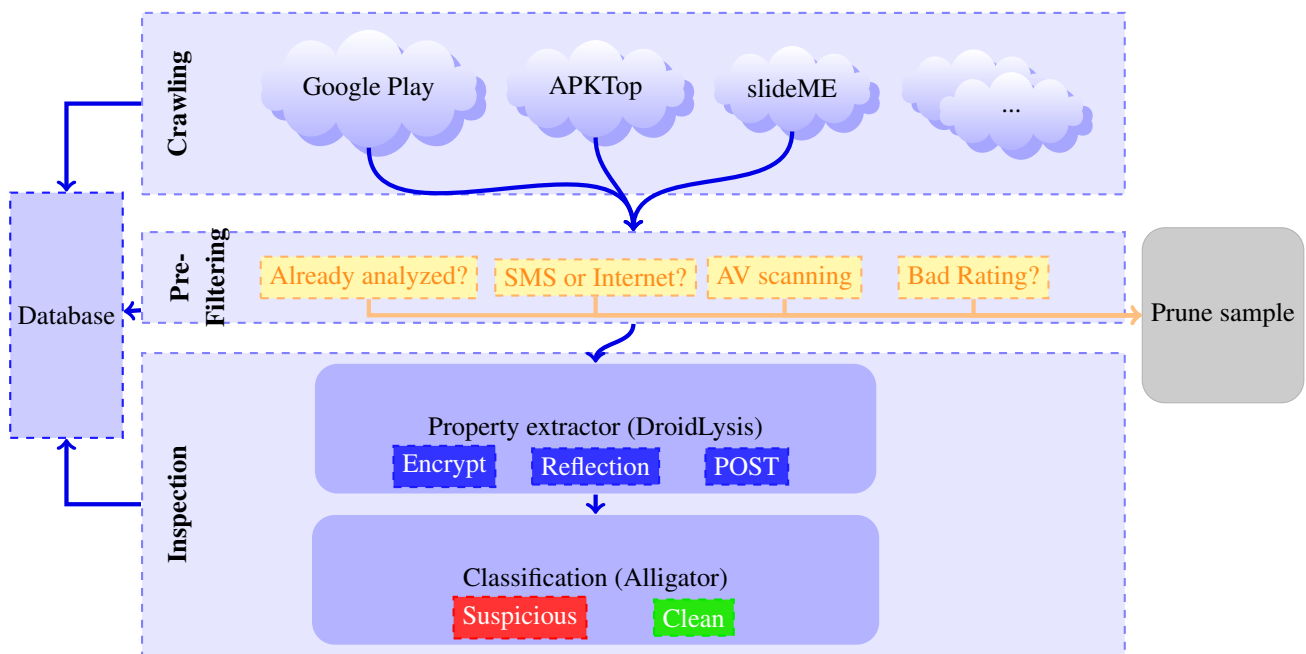 Crawling
Google Play
APKTop
slideME
...
Database
Pre-
Filtering
Already analyzed?
SMS or Internet?
AV scanning
Bad Rating?
Prune sample
Inspection
Property extractor (DroidLysis)
Encrypt
Reflection
POST
Classification (Alligator)
Suspicious
Clean